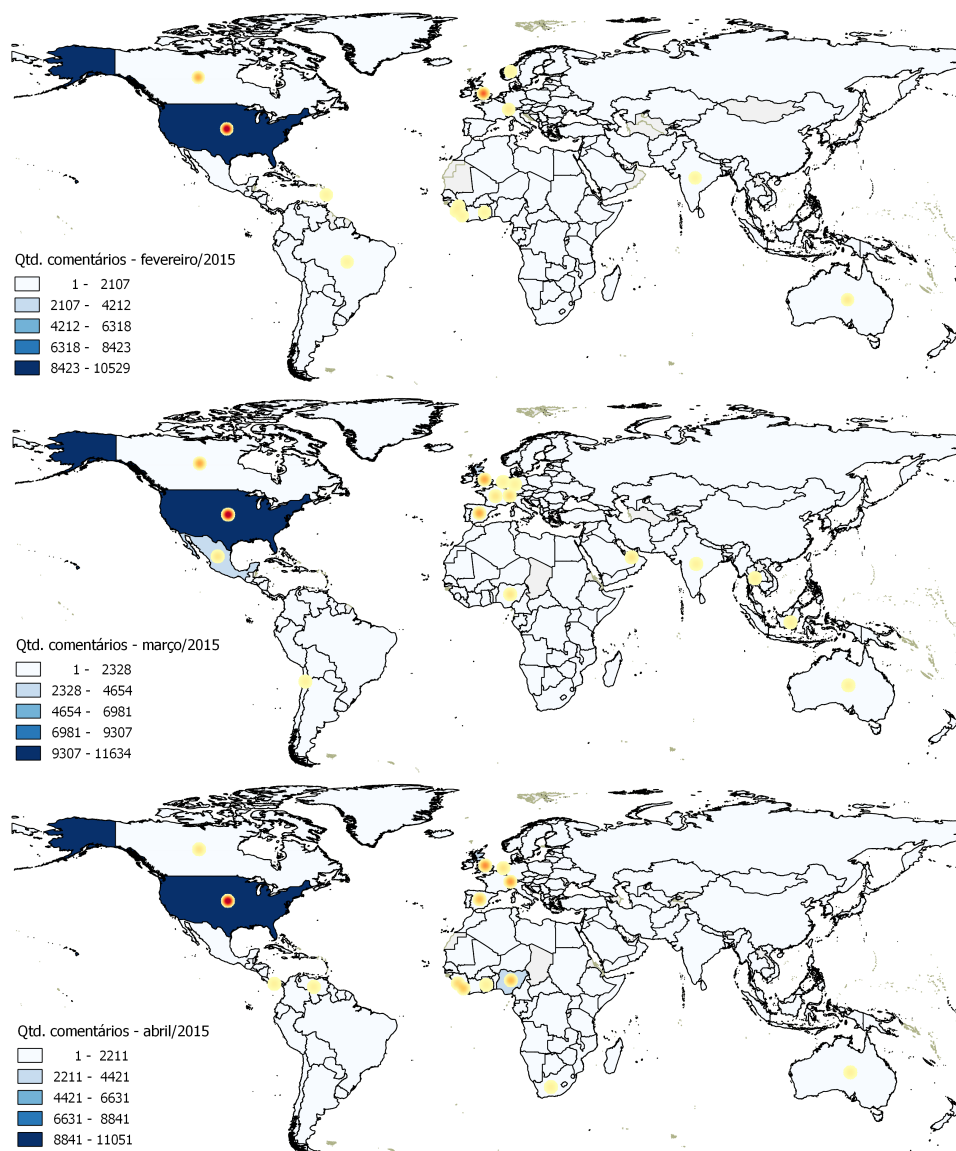 Qtd. comentários - fevereiro/2015
1 - 2107
2107 - 4212
4212 - 6318
6318 - 8423
8423 - 10529
Qtd. comentários - março/2015
1 - 2328
2328 - 4654
4654 - 6981
6981 - 9307
9307 - 11634
Qtd. comentários - abril/2015
1 - 2211
2211 - 4421
4421 - 6631
6631 - 8841
8841 - 11051